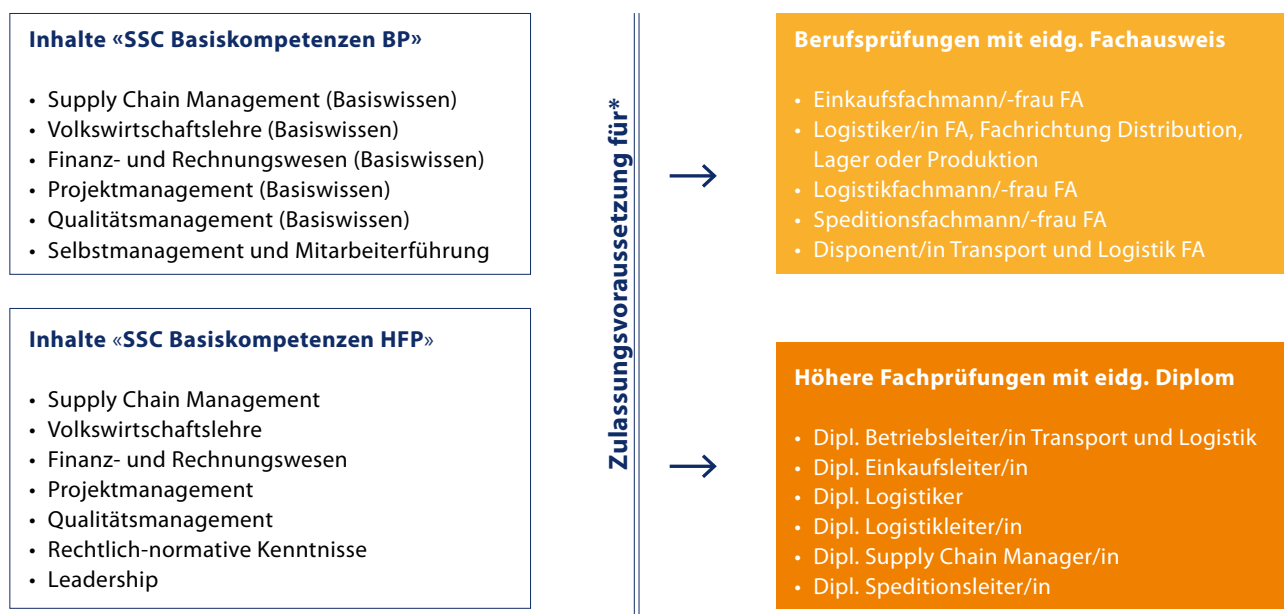 Inhalte «SSC Basiskompetenzen BP»
• Supply Chain Management (Basiswissen)
• Volkswirtschaftslehre (Basiswissen)
• Finanz- und Rechnungswesen (Basiswissen)
• Projektmanagement (Basiswissen)
• Qualitätsmanagement (Basiswissen)
• Selbstmanagement und Mitarbeiterführung
Inhalte «SSC Basiskompetenzen HFP»
• Supply Chain Management
• Volkswirtschaftslehre
• Finanz- und Rechnungswesen
• Projektmanagement
• Qualitätsmanagement
• Rechtlich-normative Kenntnisse
• Leadership
Zulassungsvoraussetzung für*
→
→
Berufsprüfungen mit eidg. Fachausweis
• Einkaufsfachmann/-frau FA
• Logistiker/in FA, Fachrichtung Distribution,
Lager oder Produktion
• Logistikfachmann/-frau FA
• Speditionsfachmann/-frau FA
• Disponent/in Transport und Logistik FA
Höhere Fachprüfungen mit eidg. Diplom
• Dipl. Betriebsleiter/in Transport und Logistik
• Dipl. Einkaufsleiter/in
• Dipl. Logistiker
• Dipl. Logistikleiter/in
• Dipl. Supply Chain Manager/in
• Dipl. Speditionsleiter/in